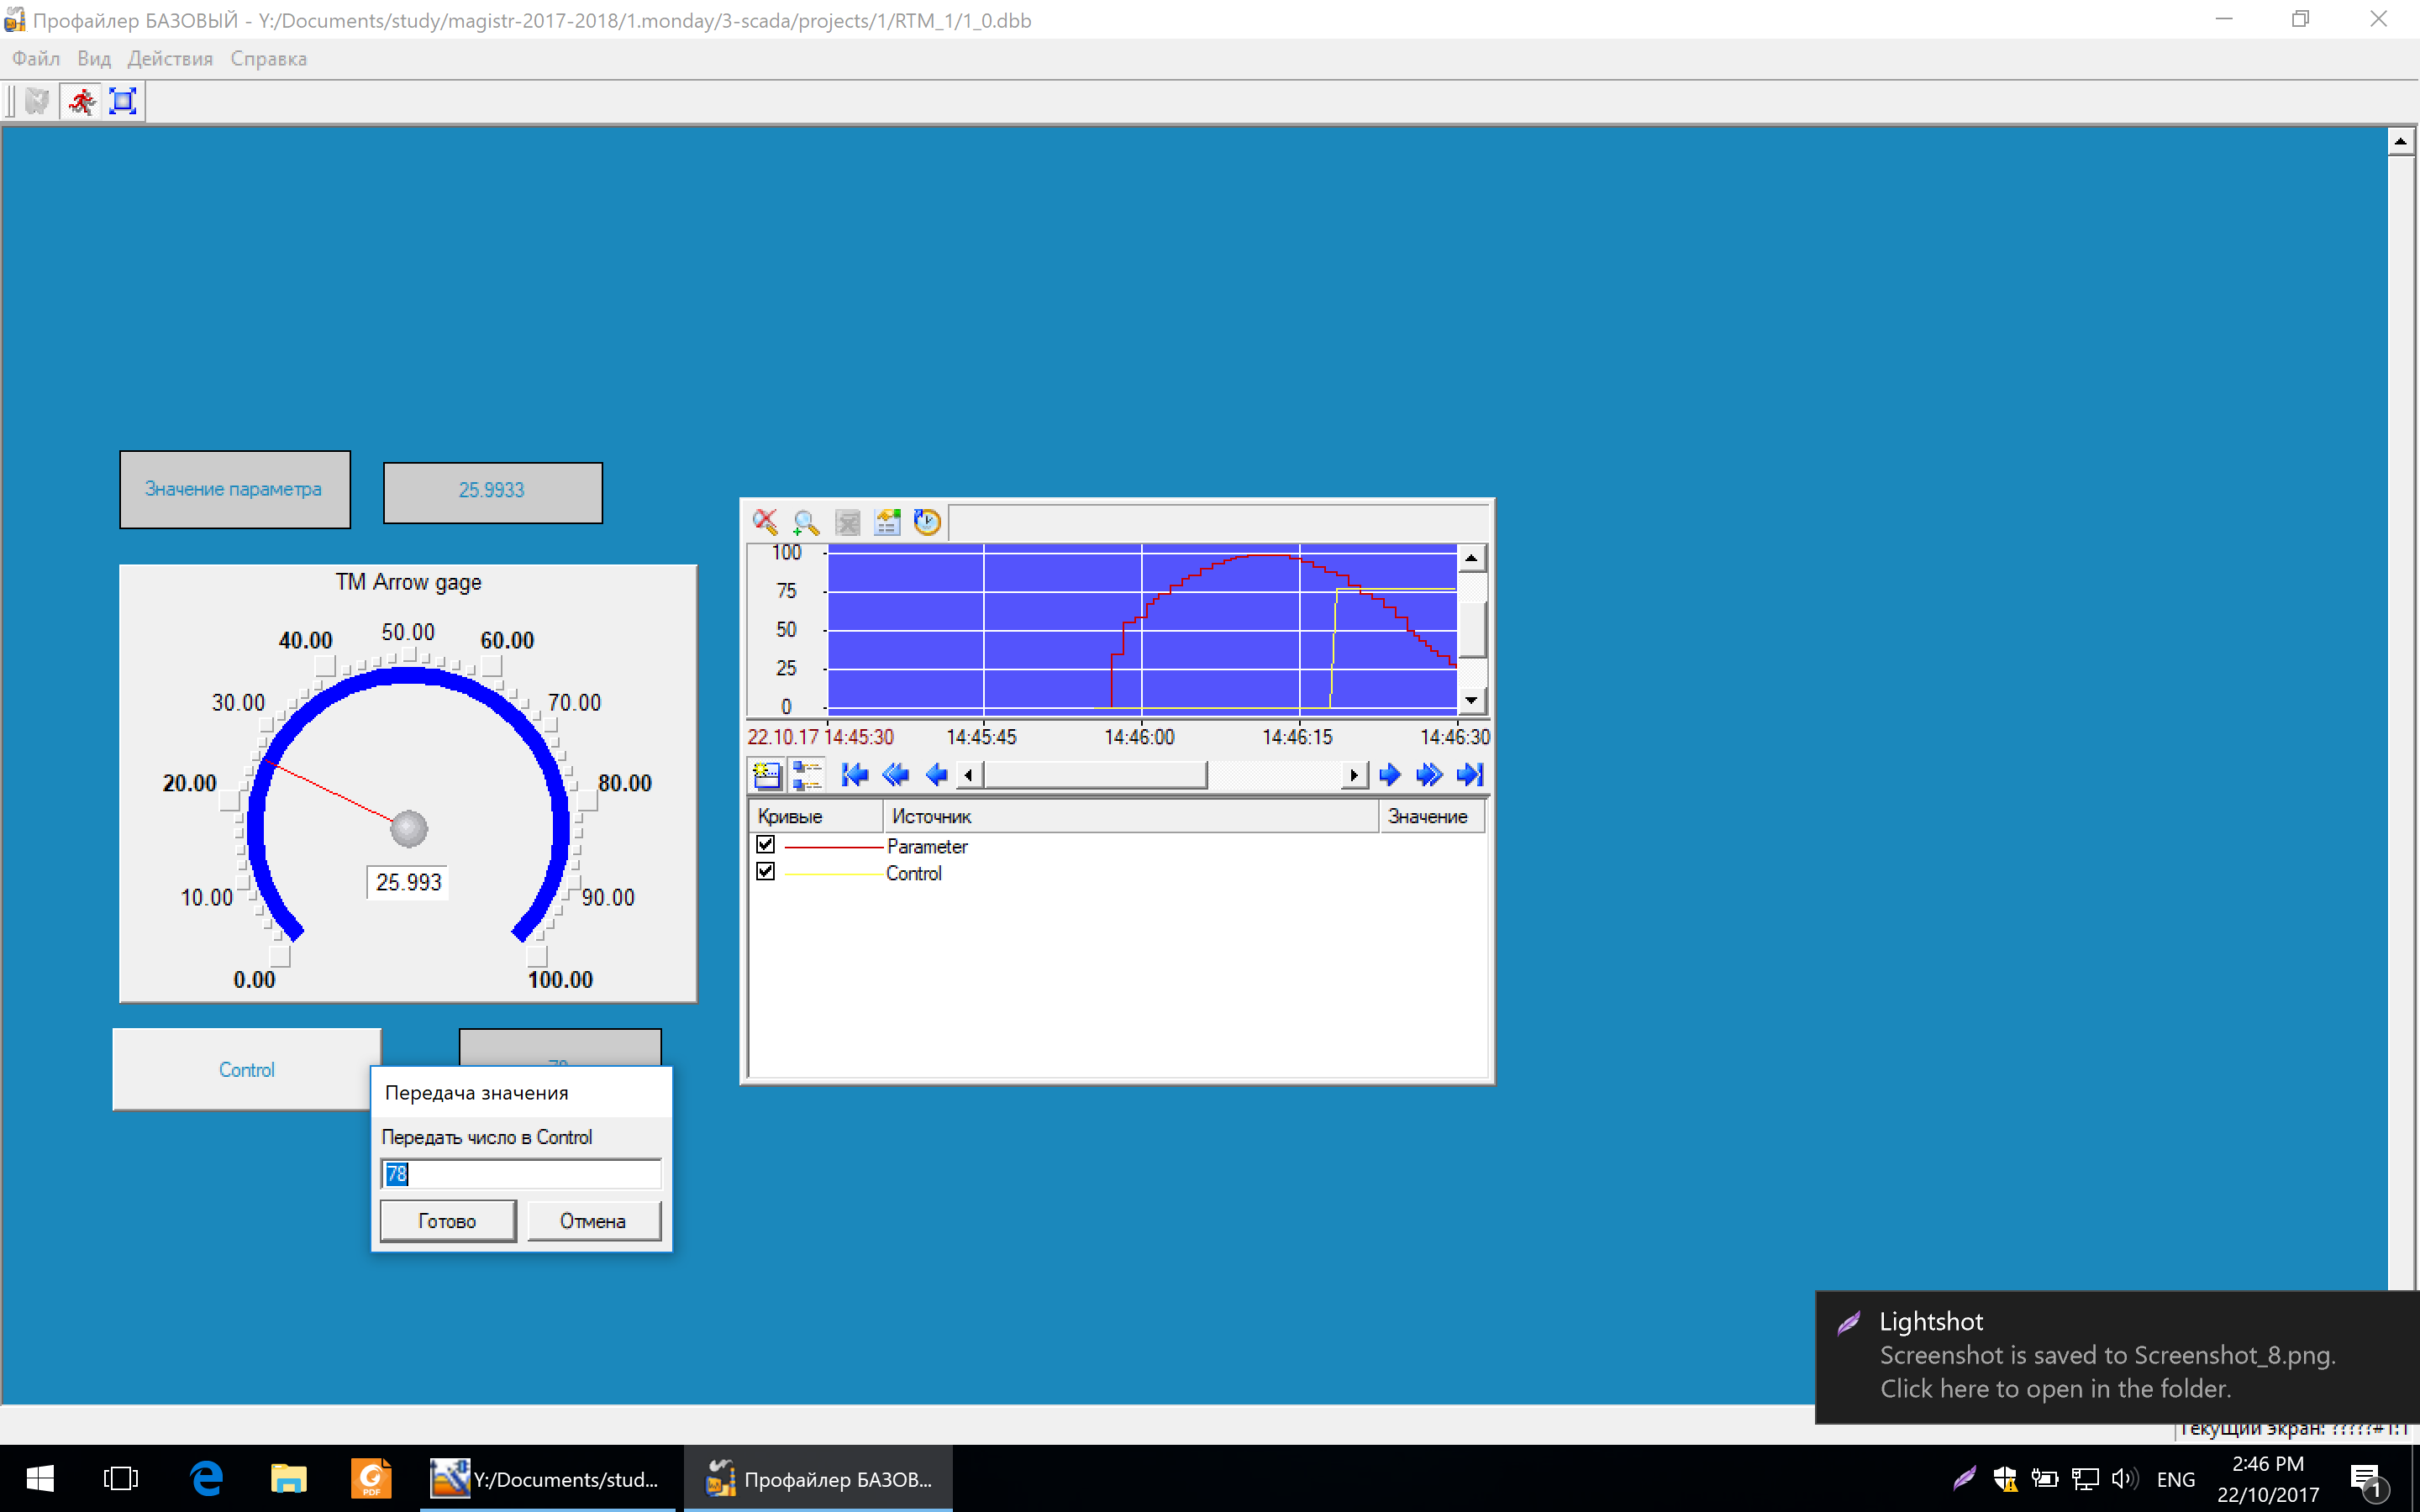 Профайлер БАЗОВЫЙ - Y:/Documents/study/magistr-2017-2018/1.monday/3-scada/projects/1/RTM_1/1_0.dbb
Файл Вид Действия Справка
Значение параметра
25.9933
TM Arrow gage
0.00
10.00
20.00
30.00
40.00
50.00
60.00
70.00
80.00
90.00
100.00
25.993
Control
78
Передача значения
Передать число в Control
78
Готово Отмена
100
75
50
25
0
22.10.17 14:45:30 14:45:45 14:46:00 14:46:15 14:46:30
Кривые Источник Значение
Parameter
Control
Lightshot
Screenshot is saved to Screenshot_8.png.
Click here to open in the folder.
Текущий экран: ?????#1:1
PDF
Y:/Documents/stud...
Профайлер БАЗОВ...
ENG
2:46 PM
22/10/2017
1